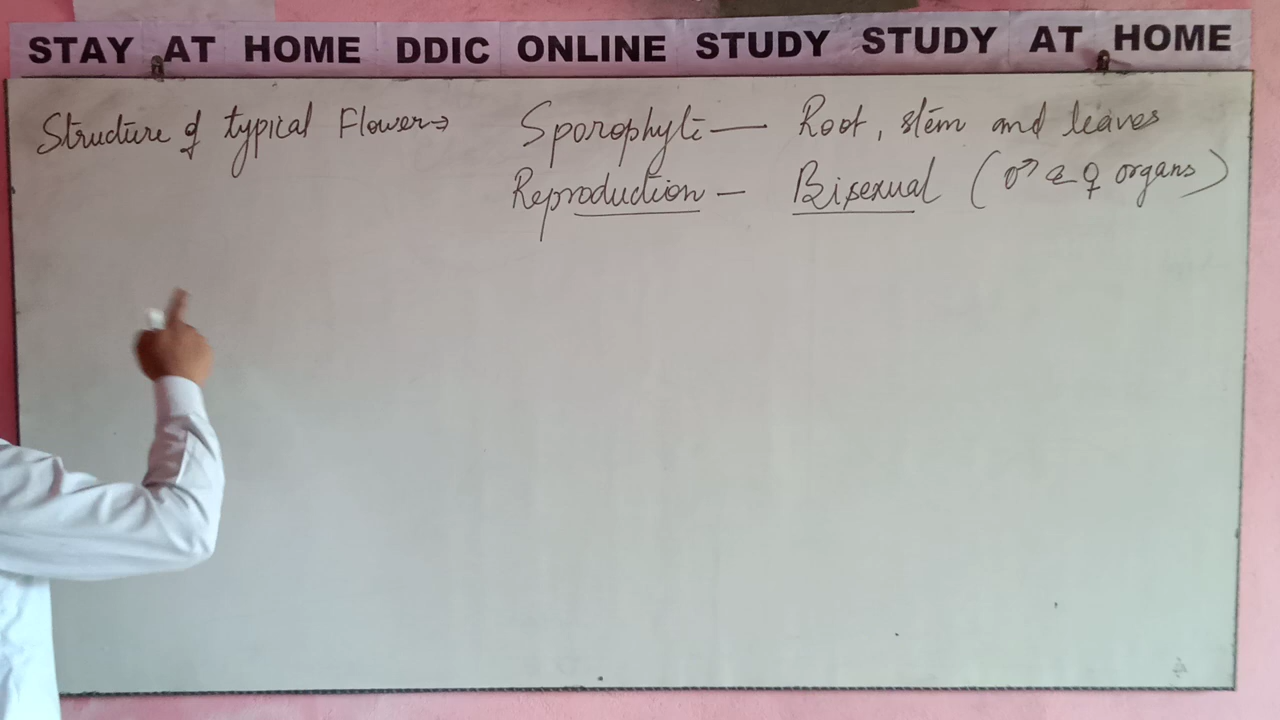 STAY AT HOME DDIC ONLINE STUDY STUDY AT HOME
Structure of typical Flower→
Sporophyte — Root, stem and leaves
Reproduction — Bisexual (♂ & ♀ organs)